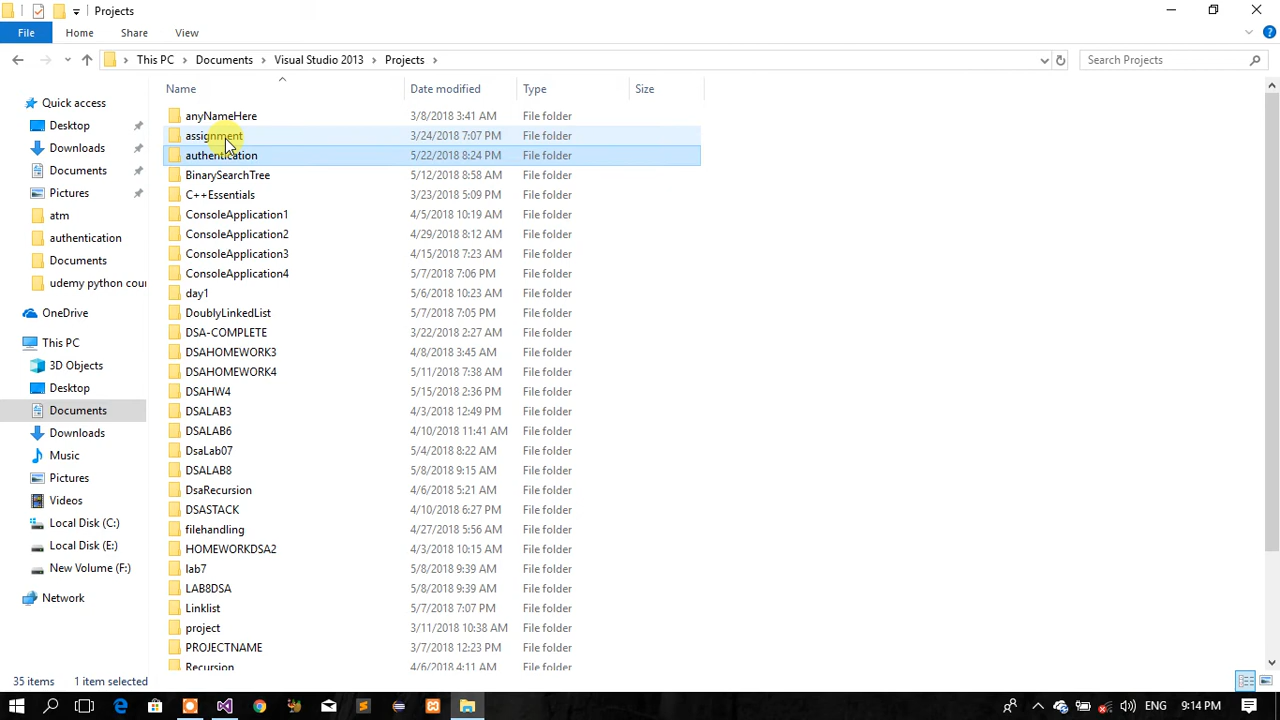 Projects
File
Home
Share
View
This PC
Documents
Visual Studio 2013
Projects
Search Projects
Name
Date modified
Type
Size
Quick access
Desktop
Downloads
Documents
Pictures
atm
authentication
Documents
udemy python cour
OneDrive
This PC
3D Objects
Desktop
Documents
Downloads
Music
Pictures
Videos
Local Disk (C:)
Local Disk (E:)
New Volume (F:)
Network
anyNameHere 3/8/2018 3:41 AM File folder
assignment 3/24/2018 7:07 PM File folder
authentication 5/22/2018 8:24 PM File folder
BinarySearchTree 5/12/2018 8:58 AM File folder
C++Essentials 3/23/2018 5:09 PM File folder
ConsoleApplication1 4/5/2018 10:19 AM File folder
ConsoleApplication2 4/29/2018 8:12 AM File folder
ConsoleApplication3 4/15/2018 7:23 AM File folder
ConsoleApplication4 5/7/2018 7:06 PM File folder
day1 5/6/2018 10:23 AM File folder
DoublyLinkedList 5/7/2018 7:05 PM File folder
DSA-COMPLETE 3/22/2018 2:27 AM File folder
DSAHOMEWORK3 4/8/2018 3:45 AM File folder
DSAHOMEWORK4 5/11/2018 7:38 AM File folder
DSAHW4 5/15/2018 2:36 PM File folder
DSALAB3 4/3/2018 12:49 PM File folder
DSALAB6 4/10/2018 11:41 AM File folder
DsaLab07 5/4/2018 8:22 AM File folder
DSALAB8 5/8/2018 9:15 AM File folder
DsaRecursion 4/6/2018 5:21 AM File folder
DSASTACK 4/10/2018 6:27 PM File folder
filehandling 4/27/2018 5:56 AM File folder
HOMEWORKDSA2 4/3/2018 10:15 AM File folder
lab7 5/8/2018 9:39 AM File folder
LAB8DSA 5/8/2018 9:39 AM File folder
Linklist 5/7/2018 7:07 PM File folder
project 3/11/2018 10:38 AM File folder
PROJECTNAME 3/7/2018 12:23 PM File folder
Recursion 4/6/2018 4:11 AM File folder
35 items 1 item selected
9:14 PM